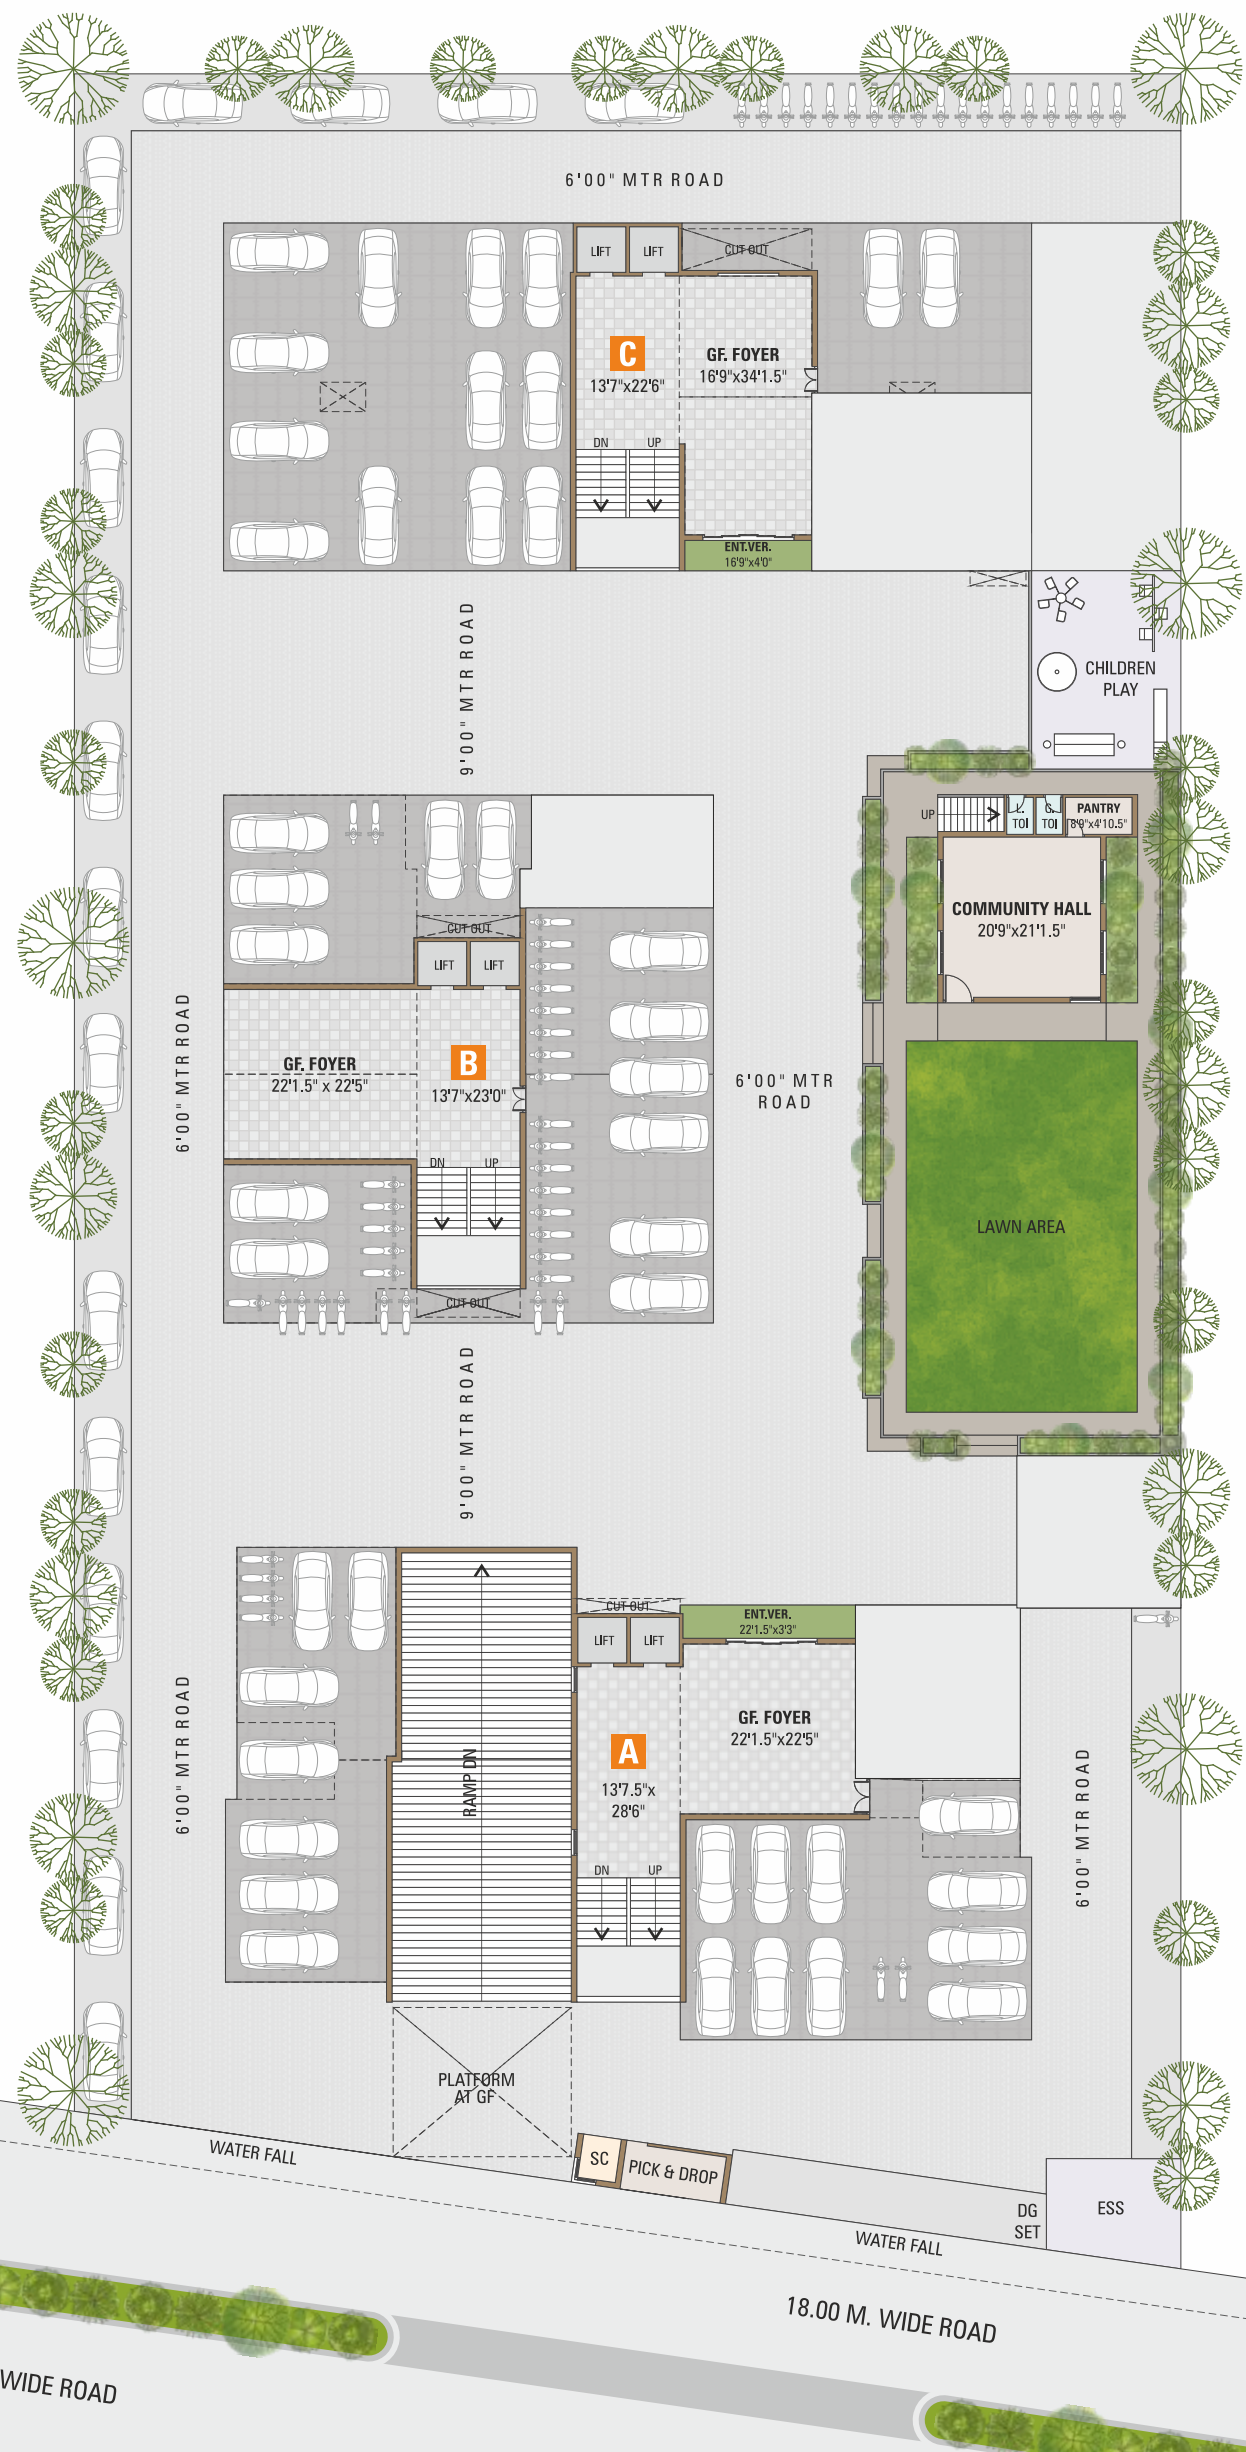 6'00" MTR ROAD
LIFT
LIFT
CUT OUT
C
13'7"x22'6"
GF. FOYER
16'9"x34'1.5"
DN
UP
ENT.VER.
16'9"x4'0"
9'00" MTR ROAD
CHILDREN
PLAY
UP
L.
TOI
G.
TOI
PANTRY
8'9"x4'10.5"
COMMUNITY HALL
20'9"x21'1.5"
CUT OUT
LIFT
LIFT
6'00" MTR ROAD
GF. FOYER
22'1.5" x 22'5"
B
13'7"x23'0"
6'00" MTR
ROAD
DN
UP
LAWN AREA
CUT OUT
9'00" MTR ROAD
CUT OUT
LIFT
LIFT
ENT.VER.
22'1.5"x3'3"
6'00" MTR ROAD
RAMP DN
A
13'7.5"x
28'6"
GF. FOYER
22'1.5"x22'5"
6'00" MTR ROAD
DN
UP
PLATFORM
AT GF
WATER FALL
SC
PICK & DROP
DG
SET
ESS
WATER FALL
18.00 M. WIDE ROAD
WIDE ROAD